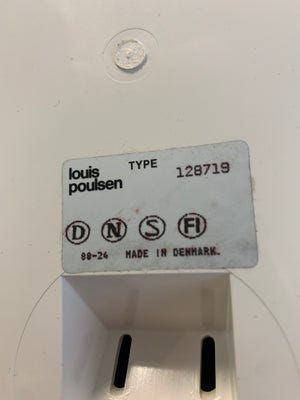 louis
poulsen
TYPE 128719
D N S FI
88-24 MADE IN DENMARK.